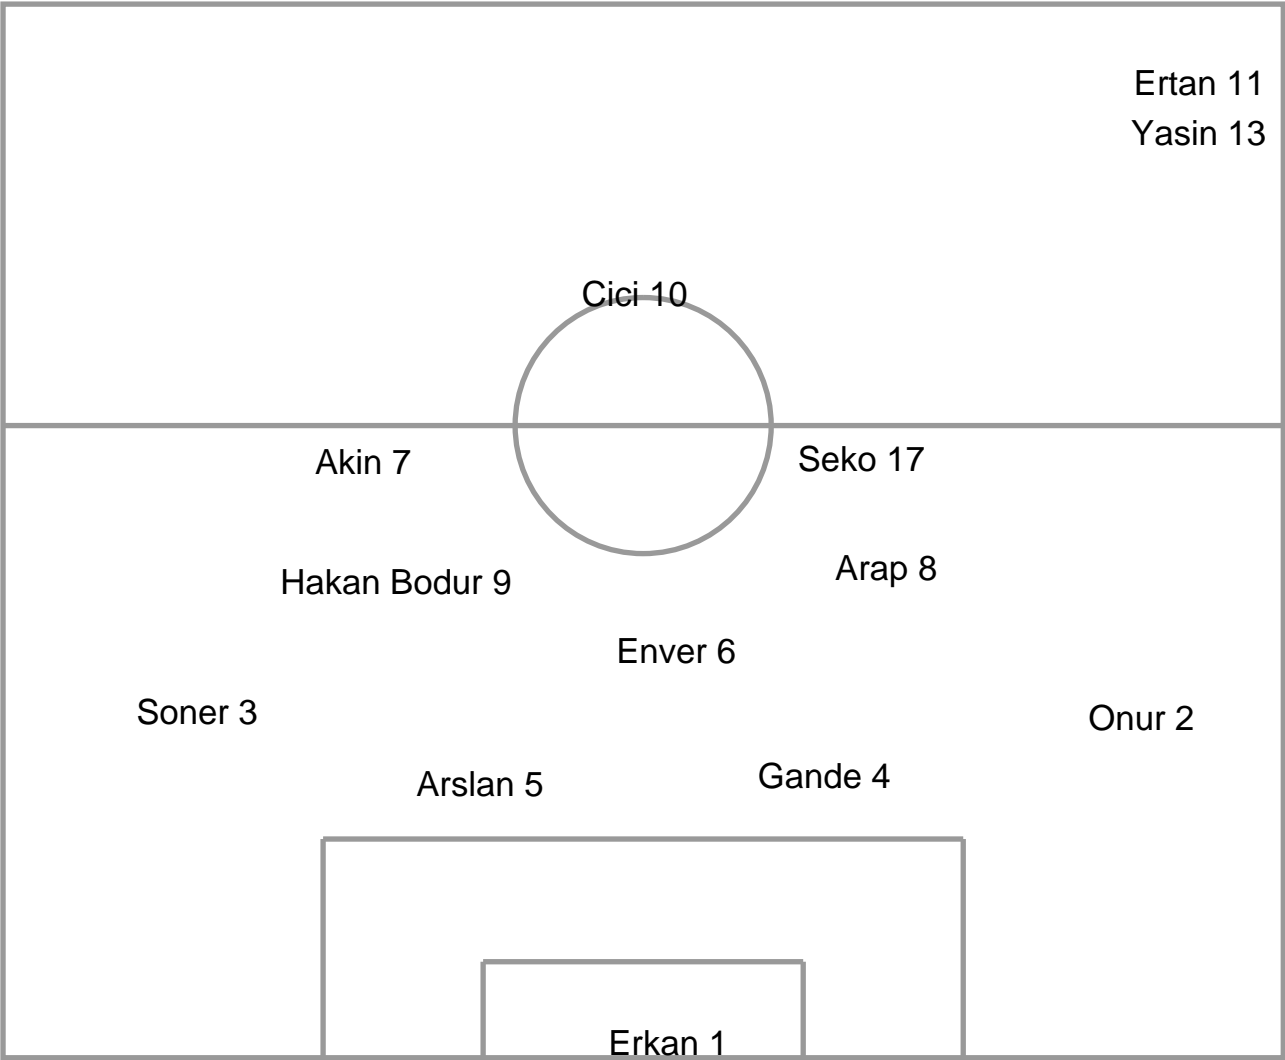 Ertan 11
Yasin 13
Cici 10
Akin 7
Seko 17
Hakan Bodur 9
Arap 8
Enver 6
Soner 3
Onur 2
Arslan 5
Gande 4
Erkan 1